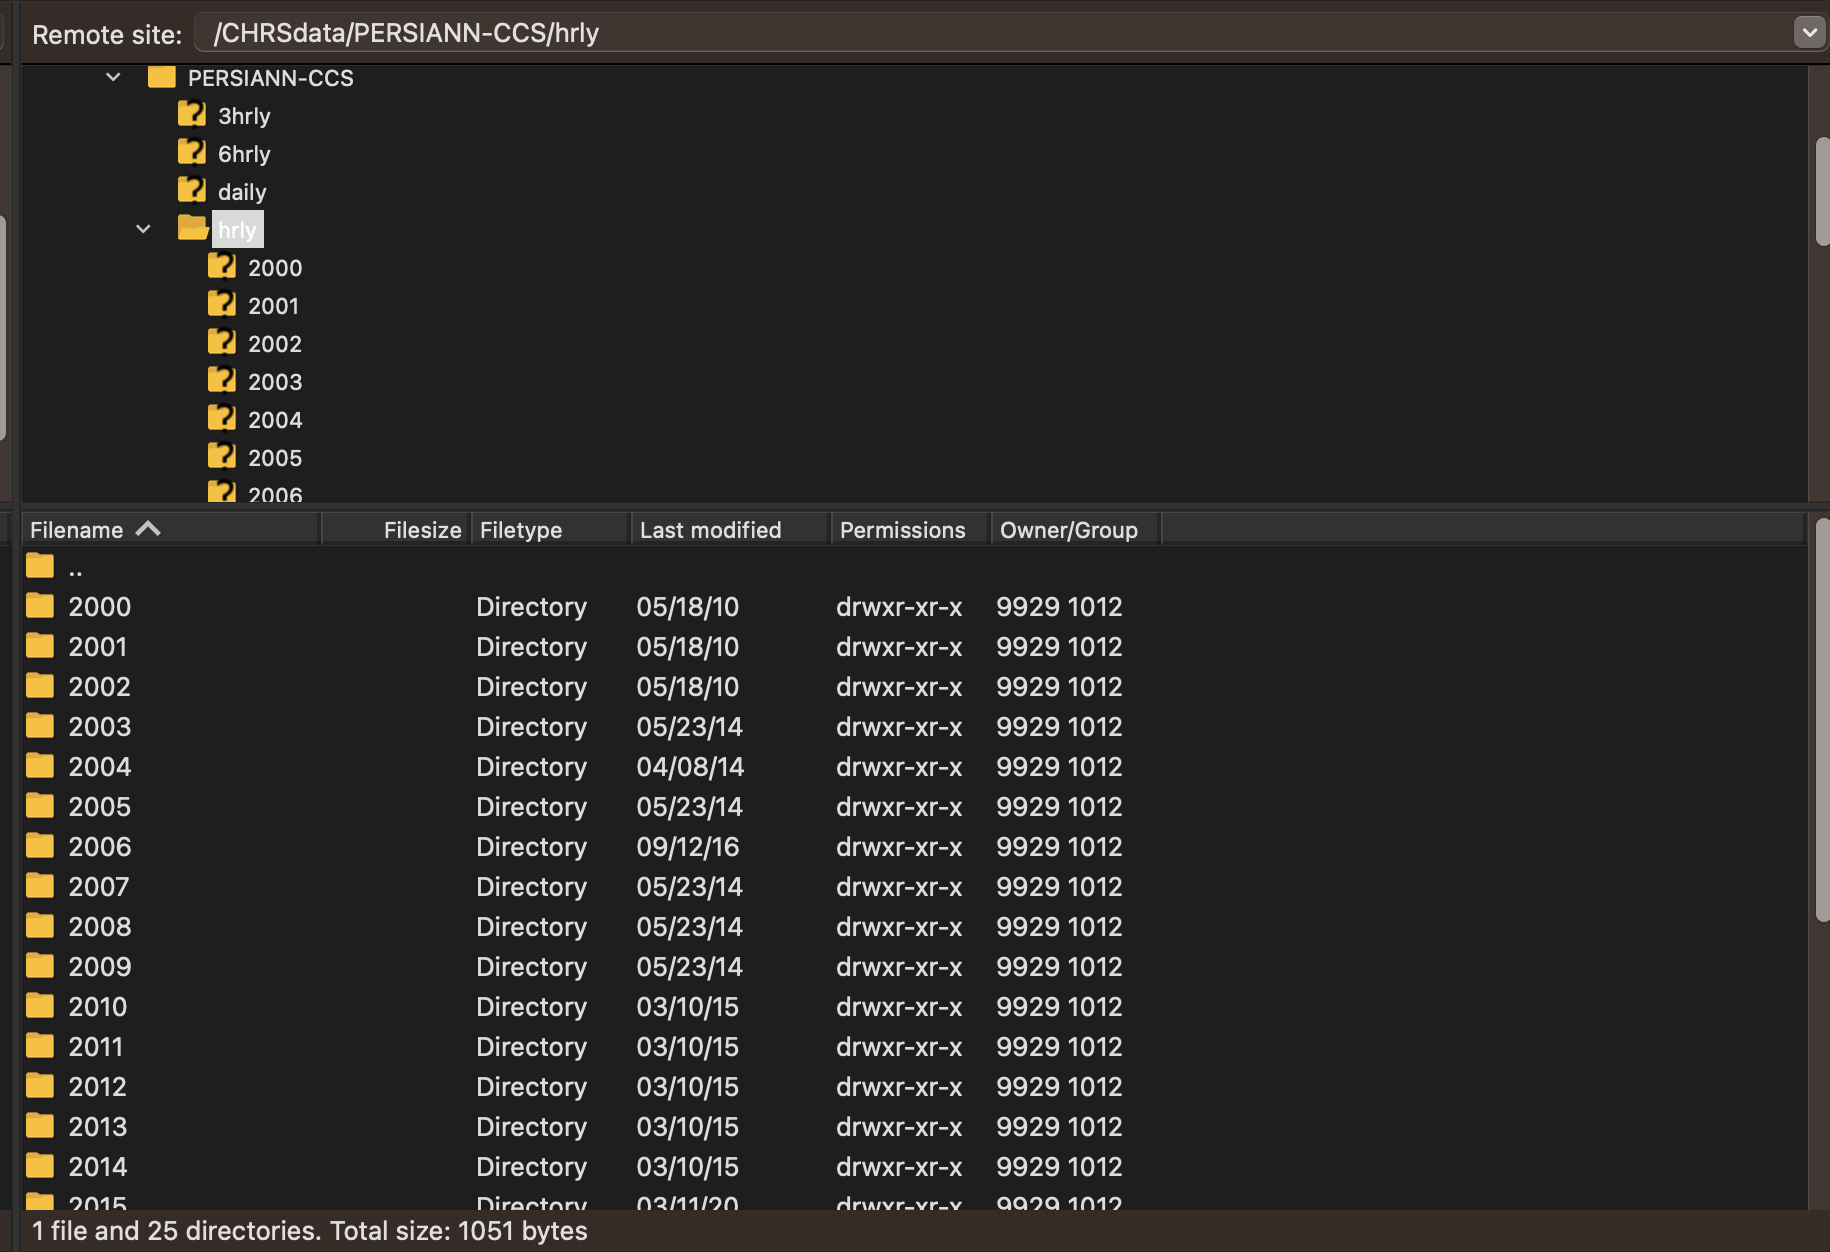 Remote site: /CHRSdata/PERSIANN-CCS/hrly
PERSIANN-CCS
3hrly
6hrly
daily
hrly
2000
2001
2002
2003
2004
2005
2006
Filename Filesize Filetype Last modified Permissions Owner/Group
..
2000 Directory 05/18/10 drwxr-xr-x 9929 1012
2001 Directory 05/18/10 drwxr-xr-x 9929 1012
2002 Directory 05/18/10 drwxr-xr-x 9929 1012
2003 Directory 05/23/14 drwxr-xr-x 9929 1012
2004 Directory 04/08/14 drwxr-xr-x 9929 1012
2005 Directory 05/23/14 drwxr-xr-x 9929 1012
2006 Directory 09/12/16 drwxr-xr-x 9929 1012
2007 Directory 05/23/14 drwxr-xr-x 9929 1012
2008 Directory 05/23/14 drwxr-xr-x 9929 1012
2009 Directory 05/23/14 drwxr-xr-x 9929 1012
2010 Directory 03/10/15 drwxr-xr-x 9929 1012
2011 Directory 03/10/15 drwxr-xr-x 9929 1012
2012 Directory 03/10/15 drwxr-xr-x 9929 1012
2013 Directory 03/10/15 drwxr-xr-x 9929 1012
2014 Directory 03/10/15 drwxr-xr-x 9929 1012
2015 Directory 03/11/20 drwxr-xr-x 9929 1012
1 file and 25 directories. Total size: 1051 bytes